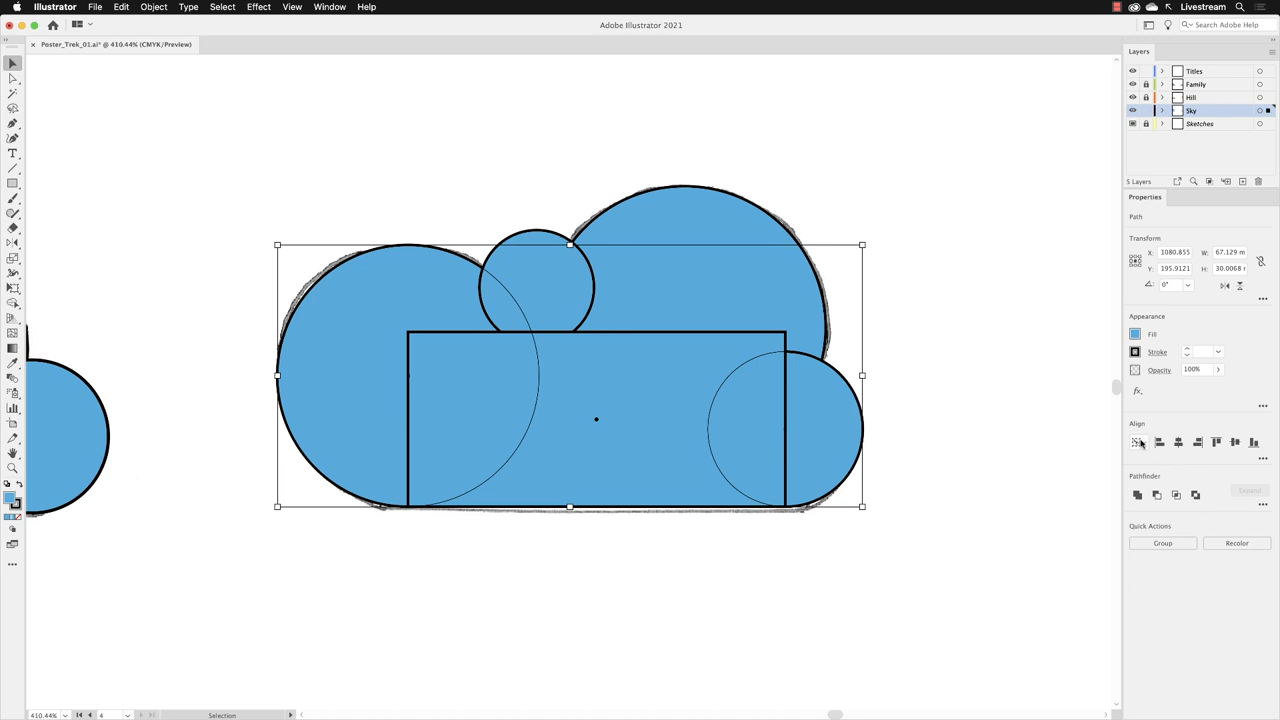 Illustrator File Edit Object Type Select Effect View Window Help Livestream
Adobe Illustrator 2021
Search Adobe Help
Poster_Trek_01.ai* @ 410.44% (CMYK/Preview)
Layers
Titles
Family
Hill
Sky
Sketches
5 Layers
Properties
Path
Transform
X: 1080.855 W: 67.129 m
Y: 195.9121 H: 30.0068 r
0°
Appearance
Fill
Stroke
Opacity 100%
fx.
Align
Pathfinder
Expand
Quick Actions
Group Recolor
410.44% 4 Selection